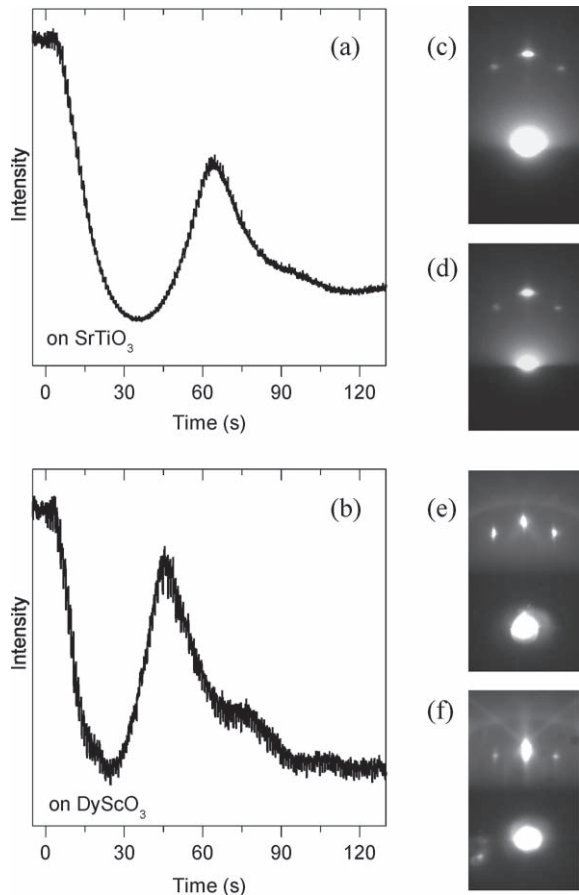 (a)
Intensity
on SrTiO₃
0 30 60 90 120
Time (s)
(b)
Intensity
on DyScO₃
0 30 60 90 120
Time (s)
(c)
(d)
(e)
(f)